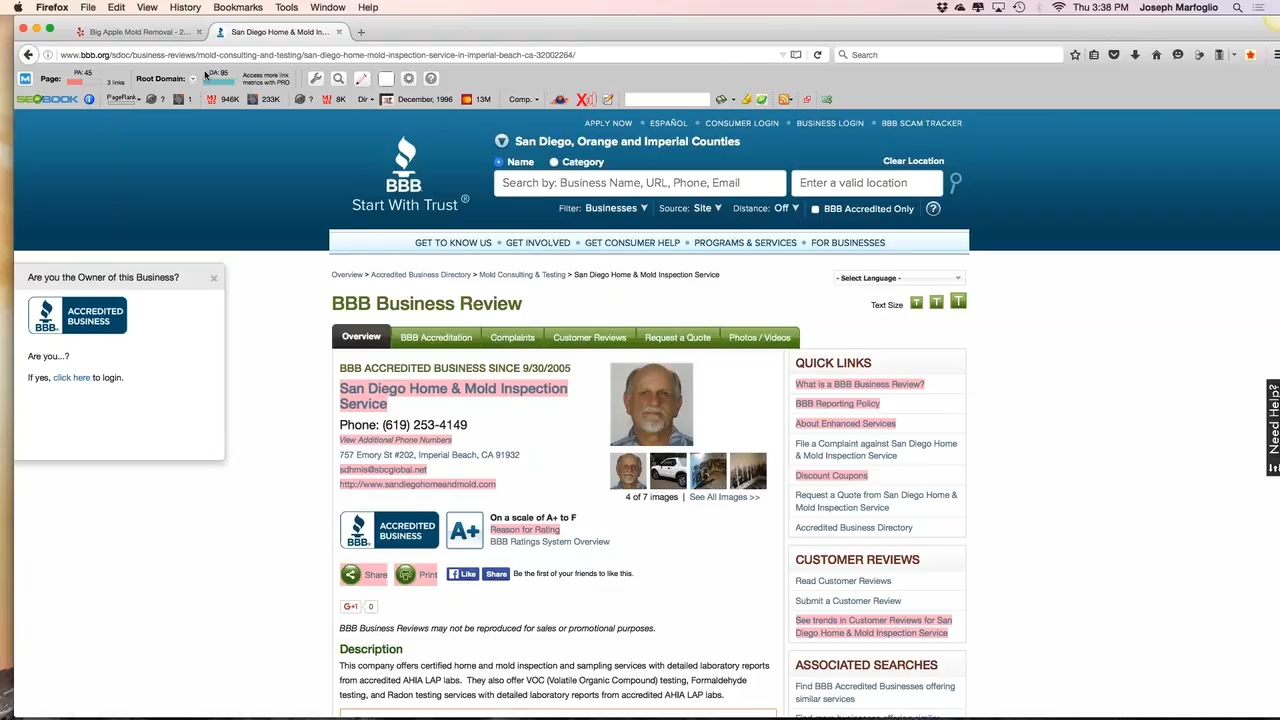 Firefox File Edit View History Bookmarks Tools Window Help Thu 3:38 PM Joseph Marfoglio
Big Apple Mold Removal - 2... × San Diego Home & Mold In... × +
www.bbb.org/sdoc/business-reviews/mold-consulting-and-testing/san-diego-home-mold-inspection-service-in-imperial-beach-ca-32002264/ Search
Page: PA: 45 3 links Root Domain: DA: 95 Access more link metrics with PRO
SEOBOOK PageRank ? 1 946K 233K ? 8K Dir December, 1996 13M Comp.
APPLY NOW ESPAÑOL CONSUMER LOGIN BUSINESS LOGIN BBB SCAM TRACKER
San Diego, Orange and Imperial Counties
Name Category Clear Location
Search by: Business Name, URL, Phone, Email Enter a valid location
BBB
Start With Trust®
Filter: Businesses ▼ Source: Site ▼ Distance: Off ▼ BBB Accredited Only ?
GET TO KNOW US GET INVOLVED GET CONSUMER HELP PROGRAMS & SERVICES FOR BUSINESSES
Are you the Owner of this Business? ×
BBB ACCREDITED BUSINESS
Are you...?
If yes, click here to login.
Overview > Accredited Business Directory > Mold Consulting & Testing > San Diego Home & Mold Inspection Service
- Select Language -
BBB Business Review
Text Size T T T
Overview BBB Accreditation Complaints Customer Reviews Request a Quote Photos / Videos
BBB ACCREDITED BUSINESS SINCE 9/30/2005
San Diego Home & Mold Inspection
Service
Phone: (619) 253-4149
View Additional Phone Numbers
757 Emory St #202, Imperial Beach, CA 91932
sdhmis@sbcglobal.net
http://www.sandiegohomeandmold.com
4 of 7 images | See All Images >>
BBB ACCREDITED BUSINESS
A+
On a scale of A+ to F
Reason for Rating
BBB Ratings System Overview
Share Print Like Share Be the first of your friends to like this.
G+1 0
BBB Business Reviews may not be reproduced for sales or promotional purposes.
Description
This company offers certified home and mold inspection and sampling services with detailed laboratory reports
from accredited AHIA LAP labs. They also offer VOC (Volatile Organic Compound) testing, Formaldehyde
testing, and Radon testing services with detailed laboratory reports from accredited AHIA LAP labs.
QUICK LINKS
What is a BBB Business Review?
BBB Reporting Policy
About Enhanced Services
File a Complaint against San Diego Home
& Mold Inspection Service
Discount Coupons
Request a Quote from San Diego Home &
Mold Inspection Service
Accredited Business Directory
CUSTOMER REVIEWS
Read Customer Reviews
Submit a Customer Review
See trends in Customer Reviews for San
Diego Home & Mold Inspection Service
ASSOCIATED SEARCHES
Find BBB Accredited Businesses offering
similar services
Need Help?